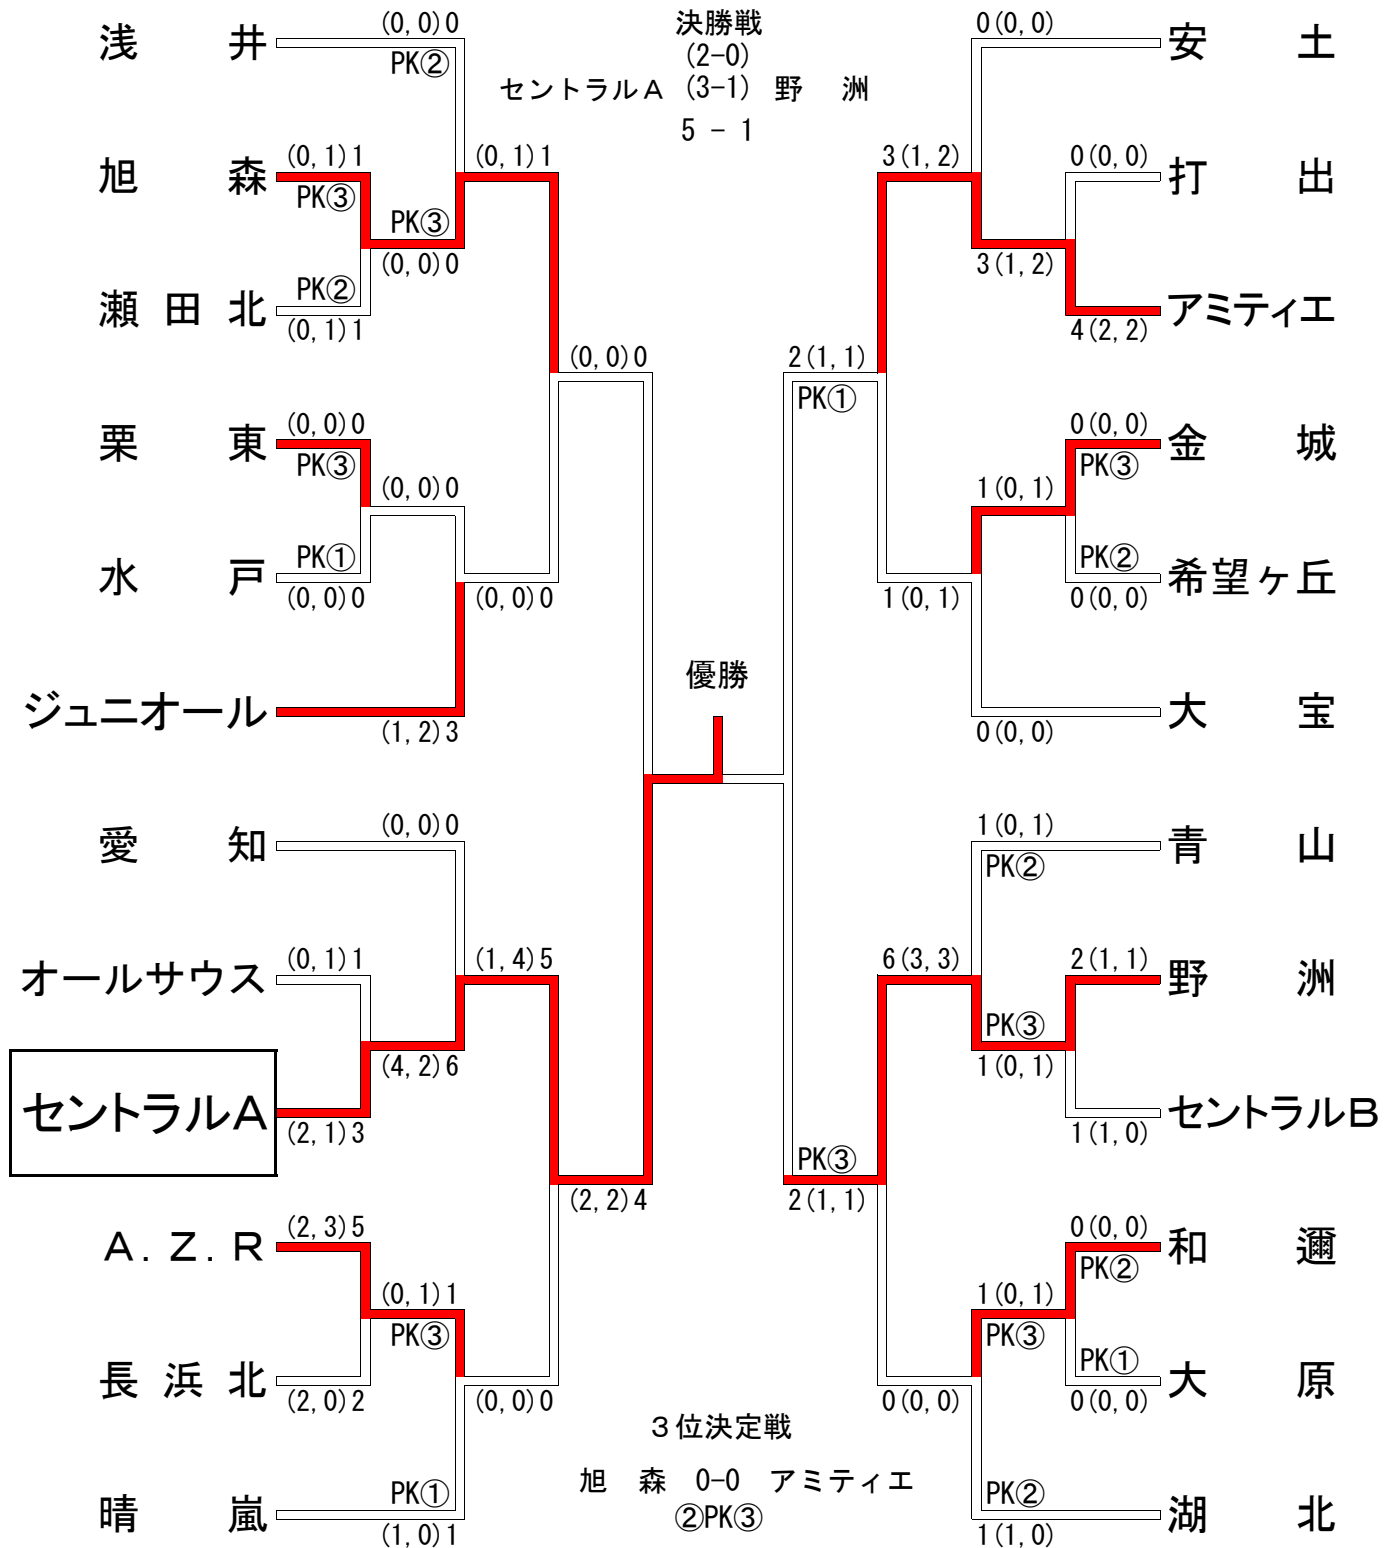 浅　井 (0,0)0
PK②
旭　森 (0,1)1
PK③
PK③
(0,0)0
(0,1)1
瀬田北 PK②
(0,1)1
(0,0)0
栗　東 (0,0)0
PK③
(0,0)0
水　戸 PK①
(0,0)0
(0,0)0
ジュニオール
(1,2)3
愛　知 (0,0)0
オールサウス (0,1)1
(1,4)5
(4,2)6
セントラルA
(2,1)3
(2,2)4
A.Z.R (2,3)5
(0,1)1
PK③
長浜北
(2,0)2
(0,0)0
晴　嵐 PK①
(1,0)1
決勝戦
(2-0)
セントラルA (3-1) 野　洲
5 - 1
優勝
3位決定戦
旭　森 0-0 アミティエ
②PK③
0(0,0) 安　土
3(1,2)
0(0,0) 打　出
3(1,2)
アミティエ
4(2,2)
2(1,1)
PK①
0(0,0) 金　城
PK③
1(0,1)
PK② 希望ヶ丘
0(0,0)
1(0,1)
大　宝
0(0,0)
1(0,1) 青　山
PK②
6(3,3)
2(1,1) 野　洲
PK③
1(0,1)
セントラルB
1(1,0)
PK③
2(1,1)
0(0,0) 和　邇
PK②
1(0,1)
PK③
PK① 大　原
0(0,0)
0(0,0)
PK② 湖　北
1(1,0)